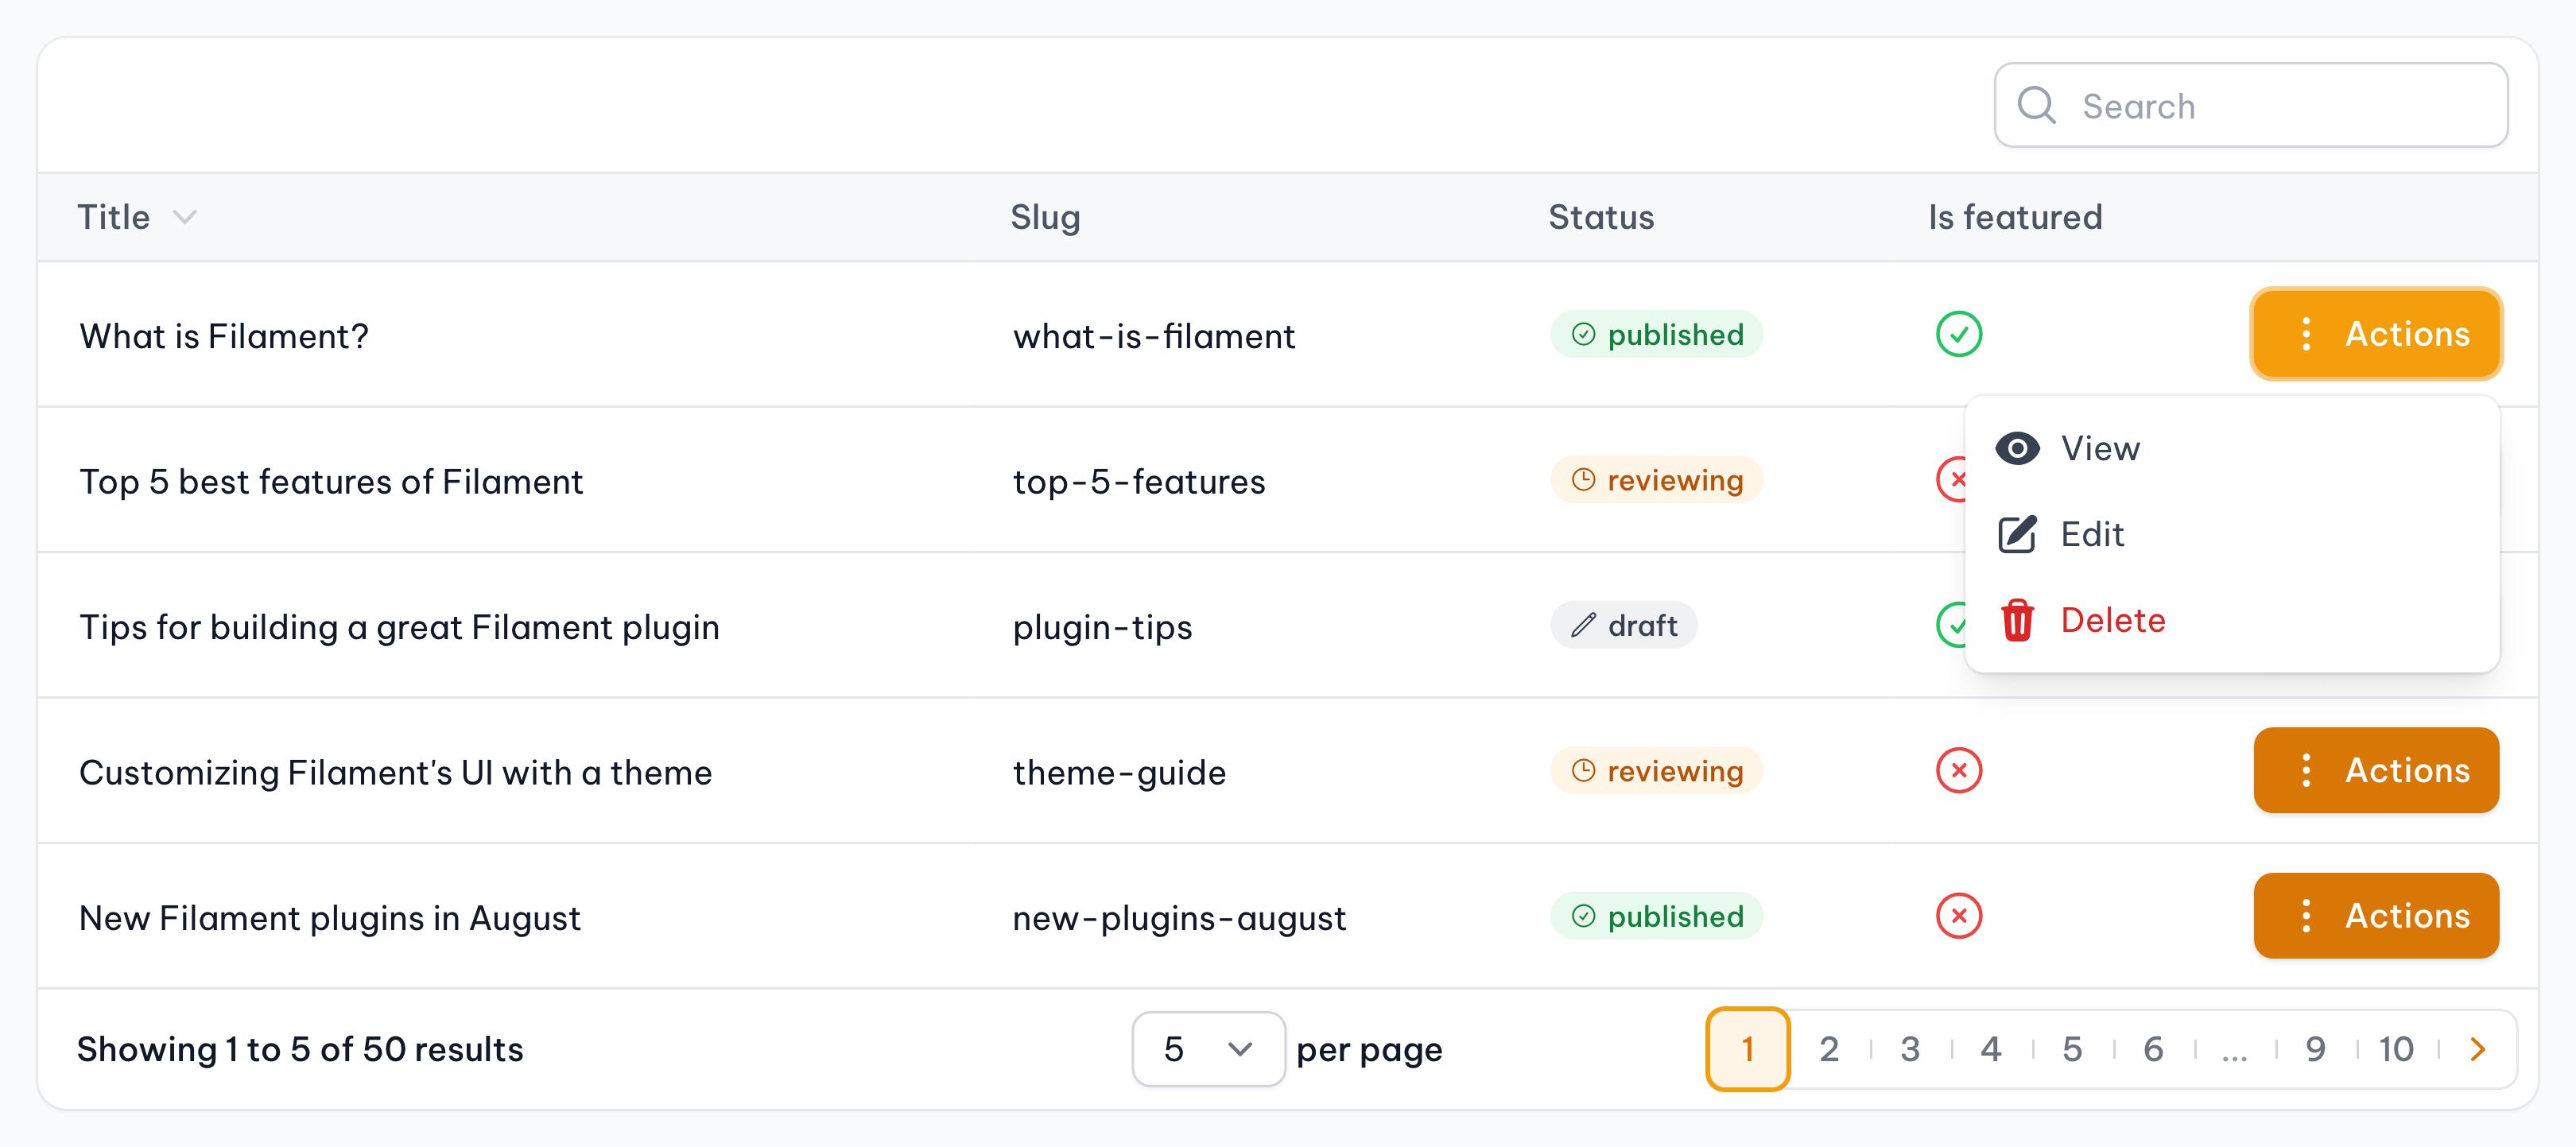 Search
Title Slug Status Is featured
What is Filament? what-is-filament published Actions
Top 5 best features of Filament top-5-features reviewing
View
Edit
Tips for building a great Filament plugin plugin-tips draft
Delete
Customizing Filament's UI with a theme theme-guide reviewing Actions
New Filament plugins in August new-plugins-august published Actions
Showing 1 to 5 of 50 results 5 per page 1 2 3 4 5 6 ... 9 10